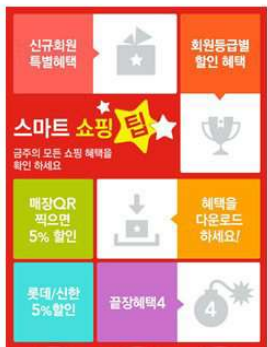 신규회원
특별혜택
회원등급별
할인 혜택
스마트 쇼핑 팁
금주의 모든 쇼핑 혜택을
확인 하세요
매장QR
찍으면
5% 할인
혜택을
다운로드
하세요!
롯데/신한
5%할인
끝장혜택4
4